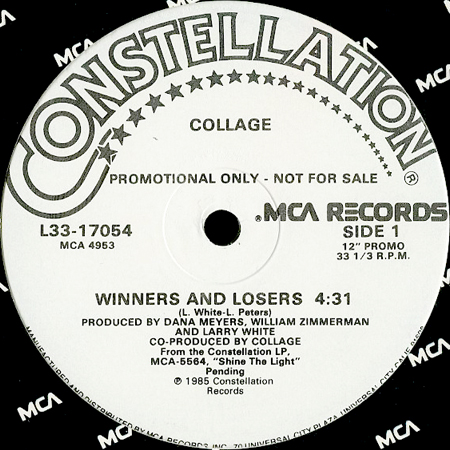 CONSTELLATION
®
COLLAGE
PROMOTIONAL ONLY - NOT FOR SALE
L33-17054
MCA 4953
.MCA RECORDS
SIDE 1
12" PROMO
33 1/3 R.P.M.
WINNERS AND LOSERS 4:31
(L. White-L. Peters)
PRODUCED BY DANA MEYERS, WILLIAM ZIMMERMAN
AND LARRY WHITE
CO-PRODUCED BY COLLAGE
From the Constellation LP,
MCA-5564, "Shine The Light"
Pending
℗ 1985 Constellation
Records
MANUFACTURED AND DISTRIBUTED BY MCA RECORDS, INC., 70 UNIVERSAL CITY PLAZA, UNIVERSAL CITY, CALIF.
MCA
MCA
MCA
MCA
MCA
MCA